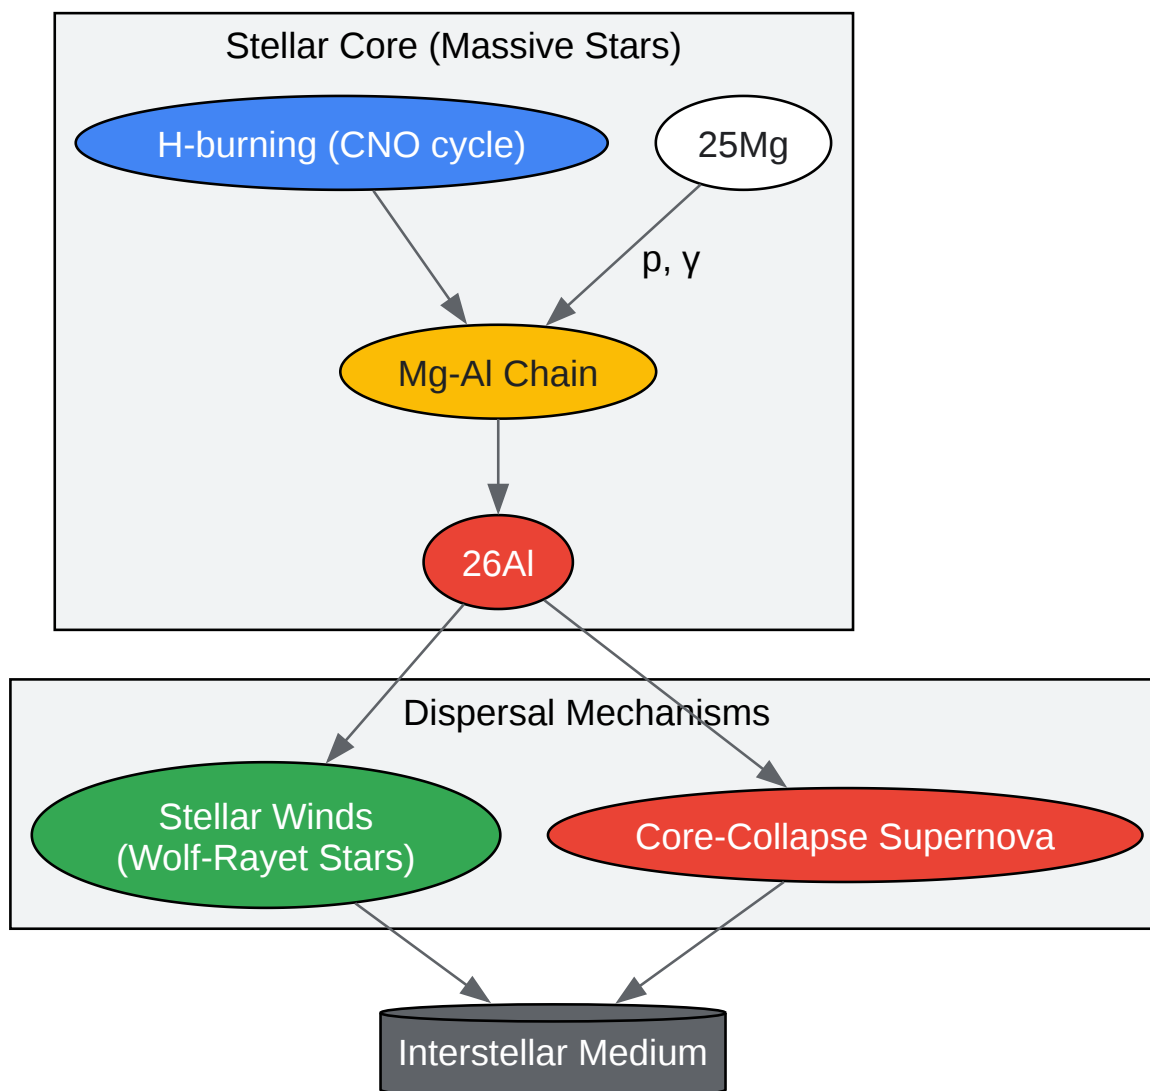 Stellar Core (Massive Stars)
H-burning (CNO cycle)
25Mg
p, γ
Mg-Al Chain
26Al
Dispersal Mechanisms
Stellar Winds
(Wolf-Rayet Stars)
Core-Collapse Supernova
Interstellar Medium